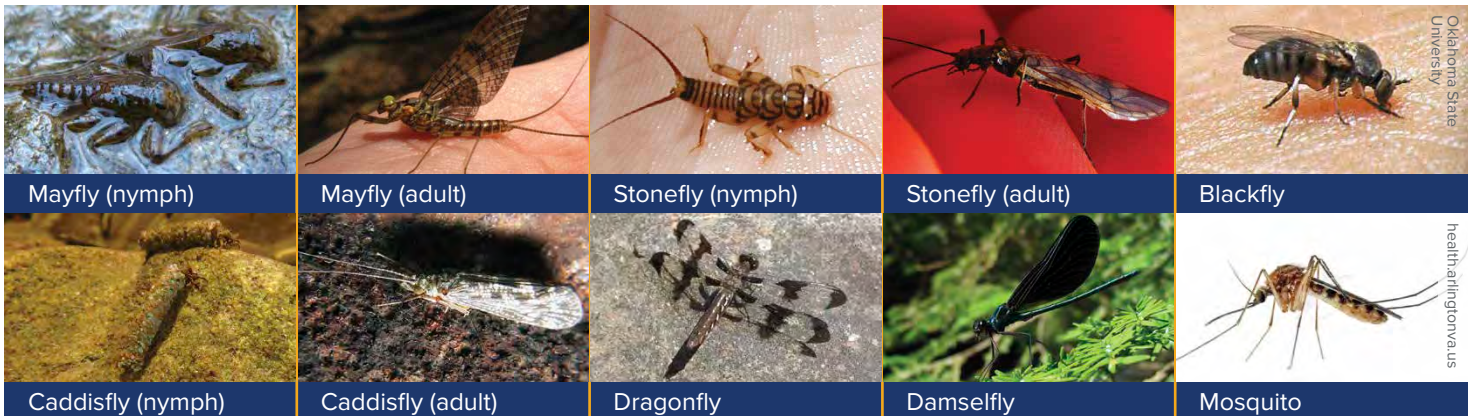 Oklahoma State
University
Mayfly (nymph)
Mayfly (adult)
Stonefly (nymph)
Stonefly (adult)
Blackfly
health.arlingtonva.us
Caddisfly (nymph)
Caddisfly (adult)
Dragonfly
Damselfly
Mosquito